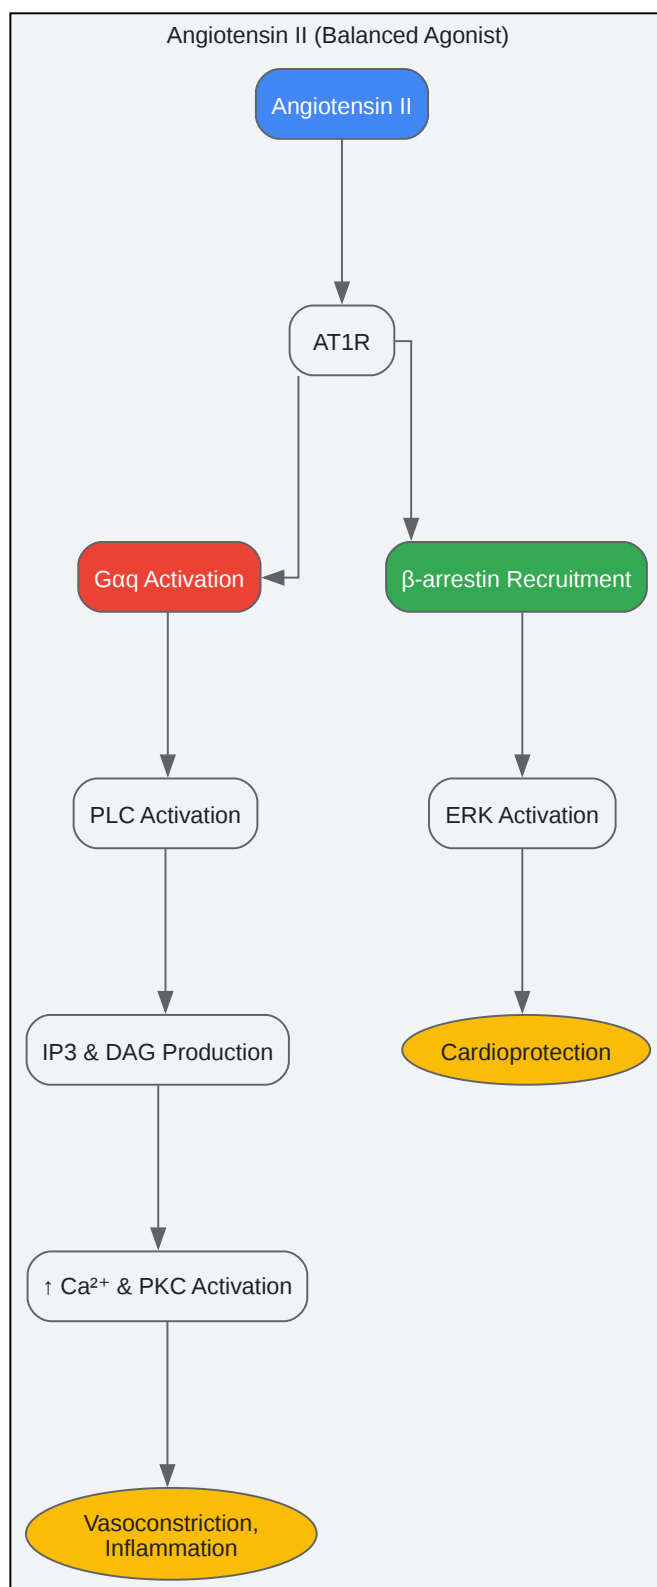 Angiotensin II (Balanced Agonist)
Angiotensin II
AT1R
Gαq Activation
β-arrestin Recruitment
PLC Activation
ERK Activation
IP3 & DAG Production
Cardioprotection
↑ Ca²⁺ & PKC Activation
Vasoconstriction,
Inflammation